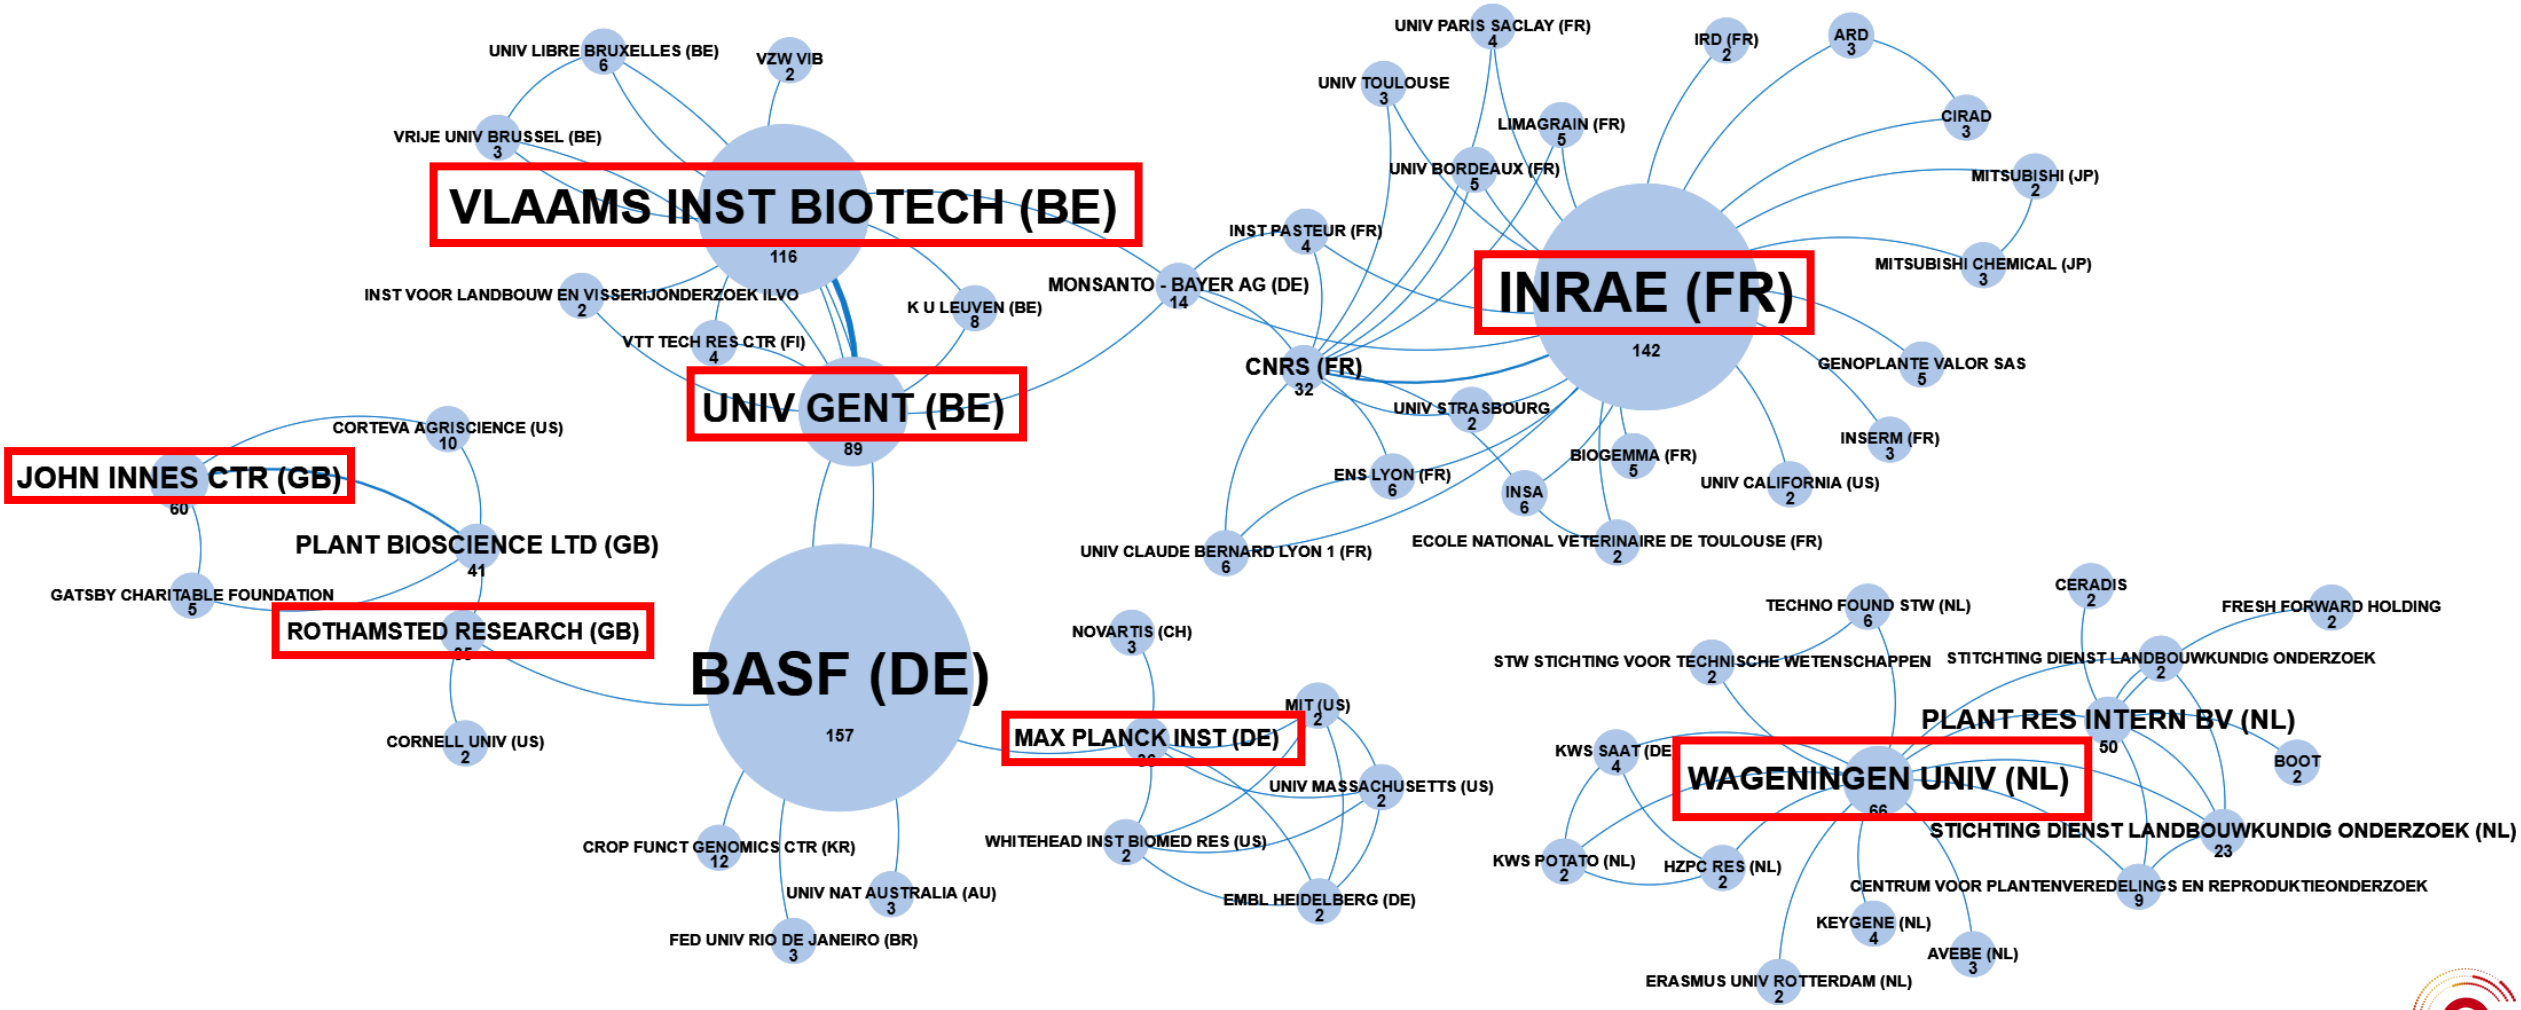 UNIV LIBRE BRUXELLES (BE)
6
VZW VIB
2
VRIJE UNIV BRUSSEL (BE)
3
VLAAMS INST BIOTECH (BE)
116
INST VOOR LANDBOUW EN VISSERIJONDERZOEK ILVO
2
K U LEUVEN (BE)
8
VTT TECH RES CTR (FI)
4
UNIV GENT (BE)
89
MONSANTO - BAYER AG (DE)
14
UNIV PARIS SACLAY (FR)
4
IRD (FR)
2
ARD
3
UNIV TOULOUSE
3
LIMAGRAIN (FR)
5
CIRAD
3
UNIV BORDEAUX (FR)
5
MITSUBISHI (JP)
2
INST PASTEUR (FR)
4
MITSUBISHI CHEMICAL (JP)
3
INRAE (FR)
142
CNRS (FR)
32
GENOPLANTE VALOR SAS
5
UNIV STRASBOURG
2
INSERM (FR)
3
BIOGEMMA (FR)
5
ENS LYON (FR)
6
INSA
6
UNIV CALIFORNIA (US)
2
UNIV CLAUDE BERNARD LYON 1 (FR)
6
ECOLE NATIONAL VETERINAIRE DE TOULOUSE (FR)
2
CORTEVA AGRISCIENCE (US)
10
JOHN INNES CTR (GB)
60
PLANT BIOSCIENCE LTD (GB)
41
GATSBY CHARITABLE FOUNDATION
5
ROTHAMSTED RESEARCH (GB)
CORNELL UNIV (US)
2
BASF (DE)
157
CROP FUNCT GENOMICS CTR (KR)
12
UNIV NAT AUSTRALIA (AU)
3
FED UNIV RIO DE JANEIRO (BR)
3
NOVARTIS (CH)
3
MIT (US)
2
MAX PLANCK INST (DE)
UNIV MASSACHUSETTS (US)
2
WHITEHEAD INST BIOMED RES (US)
2
EMBL HEIDELBERG (DE)
2
TECHNO FOUND STW (NL)
6
CERADIS
2
FRESH FORWARD HOLDING
2
STW STICHTING VOOR TECHNISCHE WETENSCHAPPEN
2
STITCHTING DIENST LANDBOUWKUNDIG ONDERZOEK
2
PLANT RES INTERN BV (NL)
50
KWS SAAT (DE
4
BOOT
2
WAGENINGEN UNIV (NL)
66
STICHTING DIENST LANDBOUWKUNDIG ONDERZOEK (NL)
23
KWS POTATO (NL)
2
HZPC RES (NL)
2
CENTRUM VOOR PLANTENVEREDELINGS EN REPRODUKTIEONDERZOEK
9
KEYGENE (NL)
4
AVEBE (NL)
3
ERASMUS UNIV ROTTERDAM (NL)
2